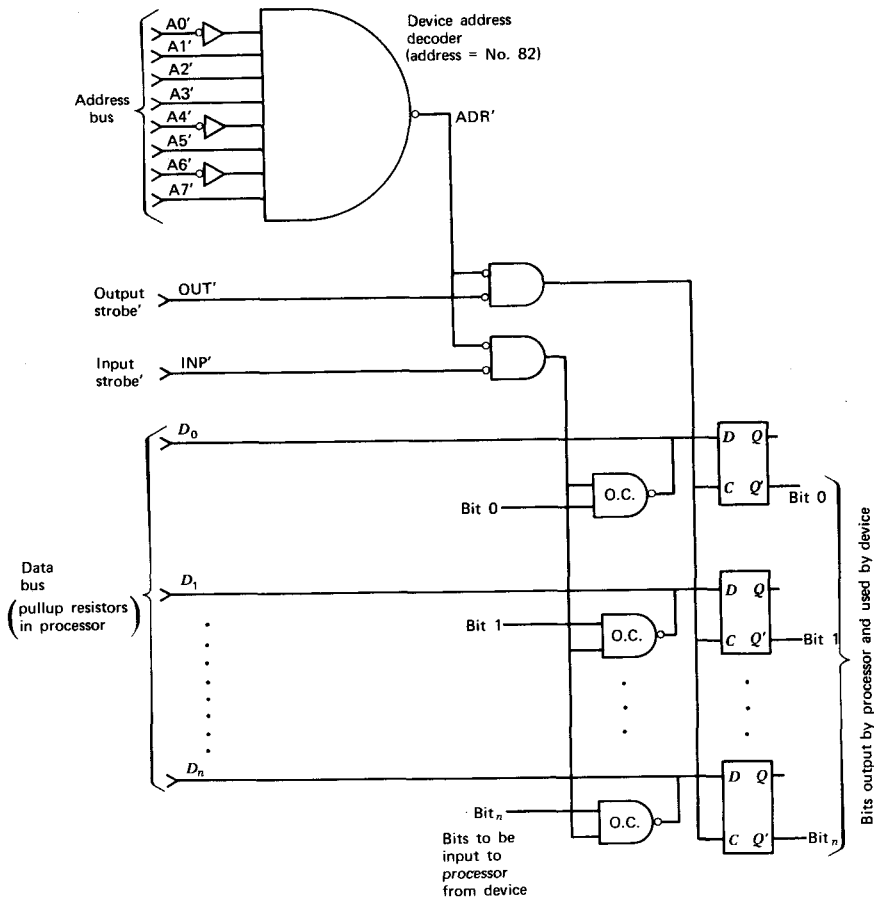 Device address
decoder
(address = No. 82)
Address
bus
A0'
A1'
A2'
A3'
A4'
A5'
A6'
A7'
ADR'
Output
strobe'
OUT'
Input
strobe'
INP'
D0
D Q
C Q'
Bit 0
O.C.
Bit 0
Data
bus
(pullup resistors
in processor)
D1
D Q
C Q'
Bit 1
O.C.
Bit 1
Dn
D Q
C Q'
Bitn
O.C.
Bitn
Bits to be
input to
processor
from device
Bits output by processor and used by device